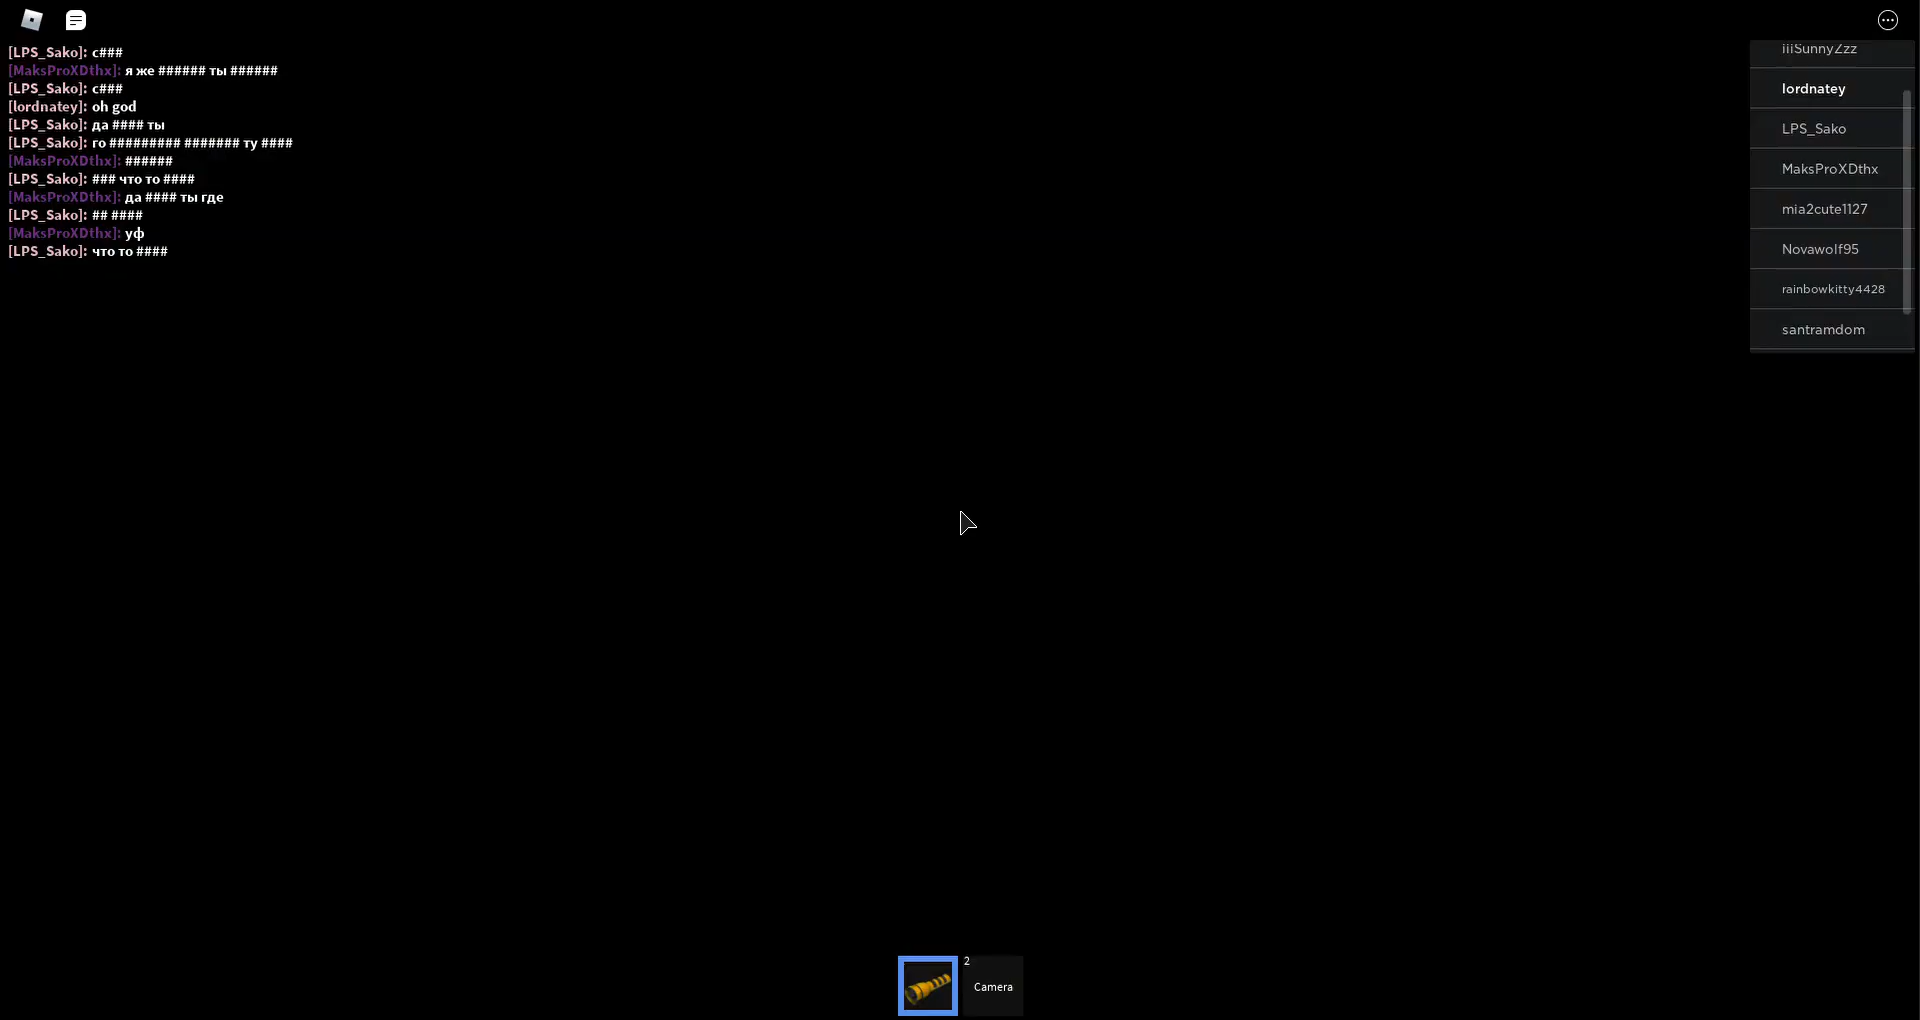 [LPS_Sako]: с###
[MaksProXDthx]: я же ###### ты ######
[LPS_Sako]: с###
[lordnatey]: oh god
[LPS_Sako]: да #### ты
[LPS_Sako]: го ######### ####### ту ####
[MaksProXDthx]: ######
[LPS_Sako]: ### что то ####
[MaksProXDthx]: да #### ты где
[LPS_Sako]: ## ####
[MaksProXDthx]: уф
[LPS_Sako]: что то ####
iiiSunnyZzz
lordnatey
LPS_Sako
MaksProXDthx
mia2cute1127
Novawolf95
rainbowkitty4428
santramdom
2
Camera